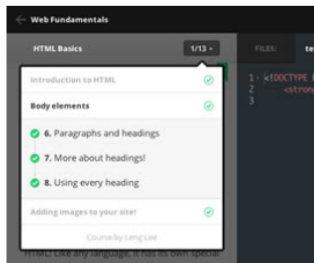 ← Web Fundamentals
HTML Basics 1/13
FILES: te
Introduction to HTML
Body elements
6. Paragraphs and headings
7. More about headings!
8. Using every heading
Adding images to your site!
Course by Leng Lee
HTML! Like any language, it has its own special
1 <!DOCTYPE
2 <strong
3